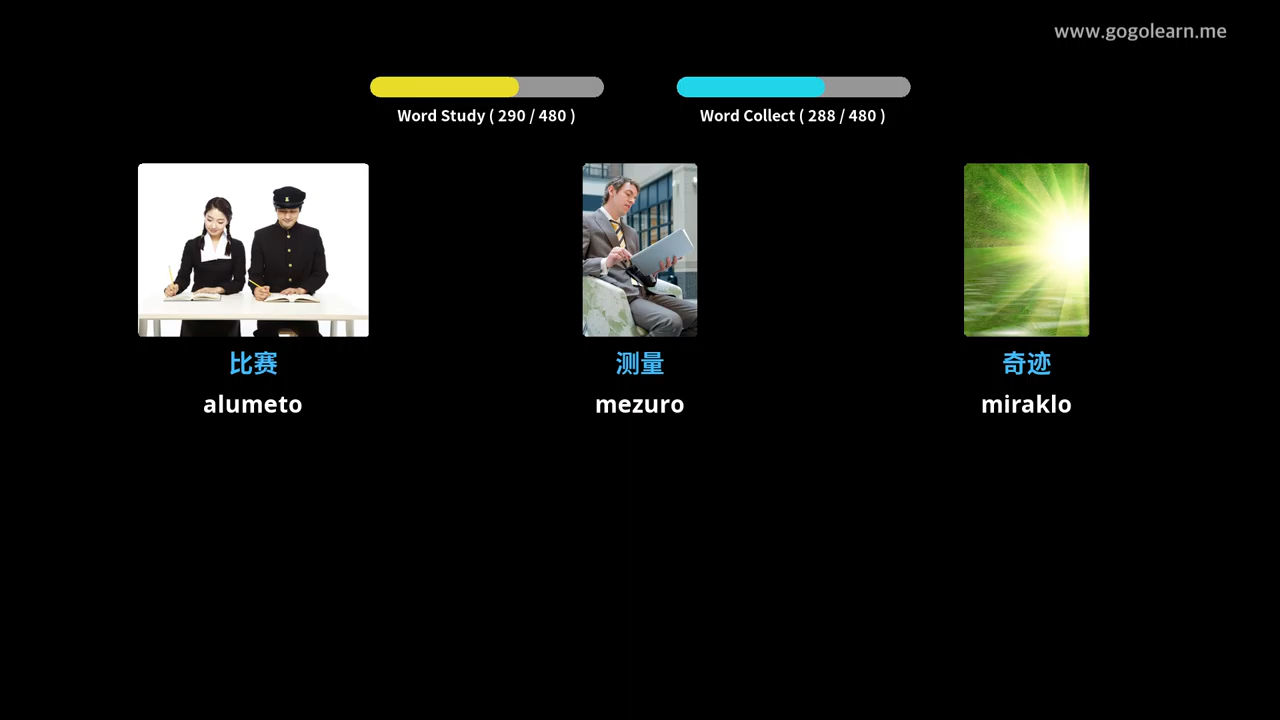 www.gogolearn.me
Word Study ( 290 / 480 )
Word Collect ( 288 / 480 )
比赛
测量
奇迹
alumeto
mezuro
miraklo